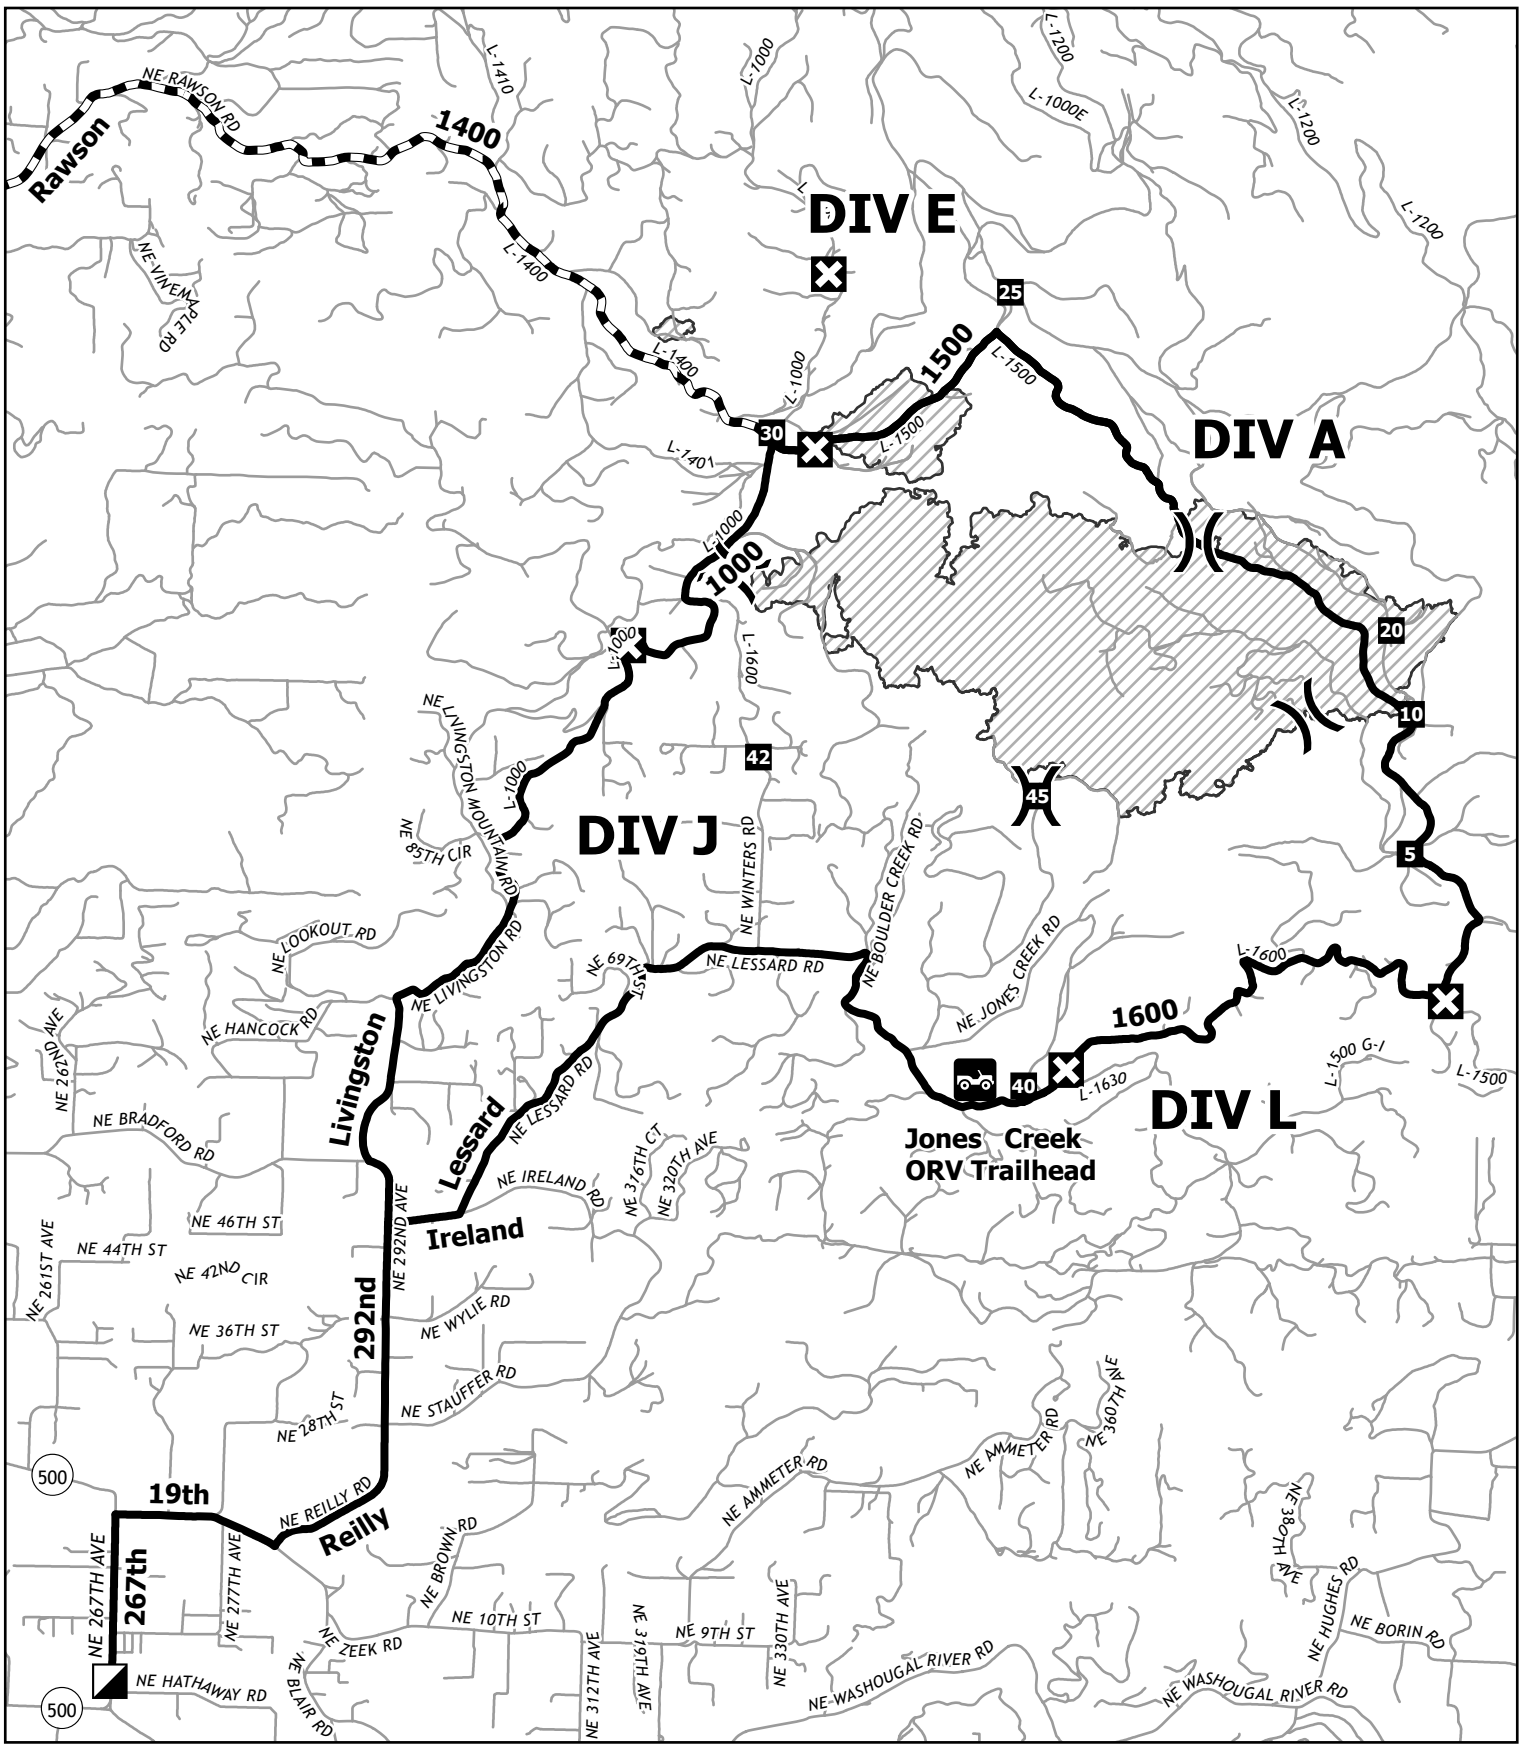 L-1410
L-1000
L-1200
L-1000E
L-1200
NE RAWSON RD
1400
Rawson
L
DIV E
L-1200
NE VINEMAPLE RD
L-1400
25
1500
L-1500
L-1400
L-1000
30
L-1500
DIV A
L-1401
L-1000
1000
20
L-1000
L-1600
NE LIVINGSTON MOUNTAIN RD
10
42
L-1000
45
DIV J
NE 85TH CIR
NE WINTERS RD
NE BOULDER CREEK RD
5
NE LOOKOUT RD
NE LIVINGSTON RD
NE 69TH ST
NE LESSARD RD
NE JONES CREEK RD
L-1600
NE 262ND AVE
NE HANCOCK RD
Livingston
1600
L-1500 G-I
L-1500
NE LESSARD RD
40
L-1630
DIV L
NE BRADFORD RD
Lessard
NE 316TH CT
NE 320TH AVE
Jones Creek
ORV Trailhead
NE IRELAND RD
NE 292ND AVE
Ireland
NE 46TH ST
NE 44TH ST
NE 261ST AVE
NE 42ND CIR
NE 36TH ST
292nd
NE WYLIE RD
NE STAUFFER RD
NE 28TH ST
NE AMMETER RD
NE 360TH AVE
500
19th
NE REILLY RD
Reilly
NE AMMETER RD
NE 380TH AVE
NE 267TH AVE
267th
NE 277TH AVE
NE BROWN RD
NE 10TH ST
NE 319TH AVE
NE 9TH ST
NE 330TH AVE
NE HUGHES RD
NE BORIN RD
NE ZEEK RD
NE BLAIR RD
NE 312TH AVE
NE HATHAWAY RD
500
NE WASHOUGAL RIVER RD
NE WASHOUGAL RIVER RD